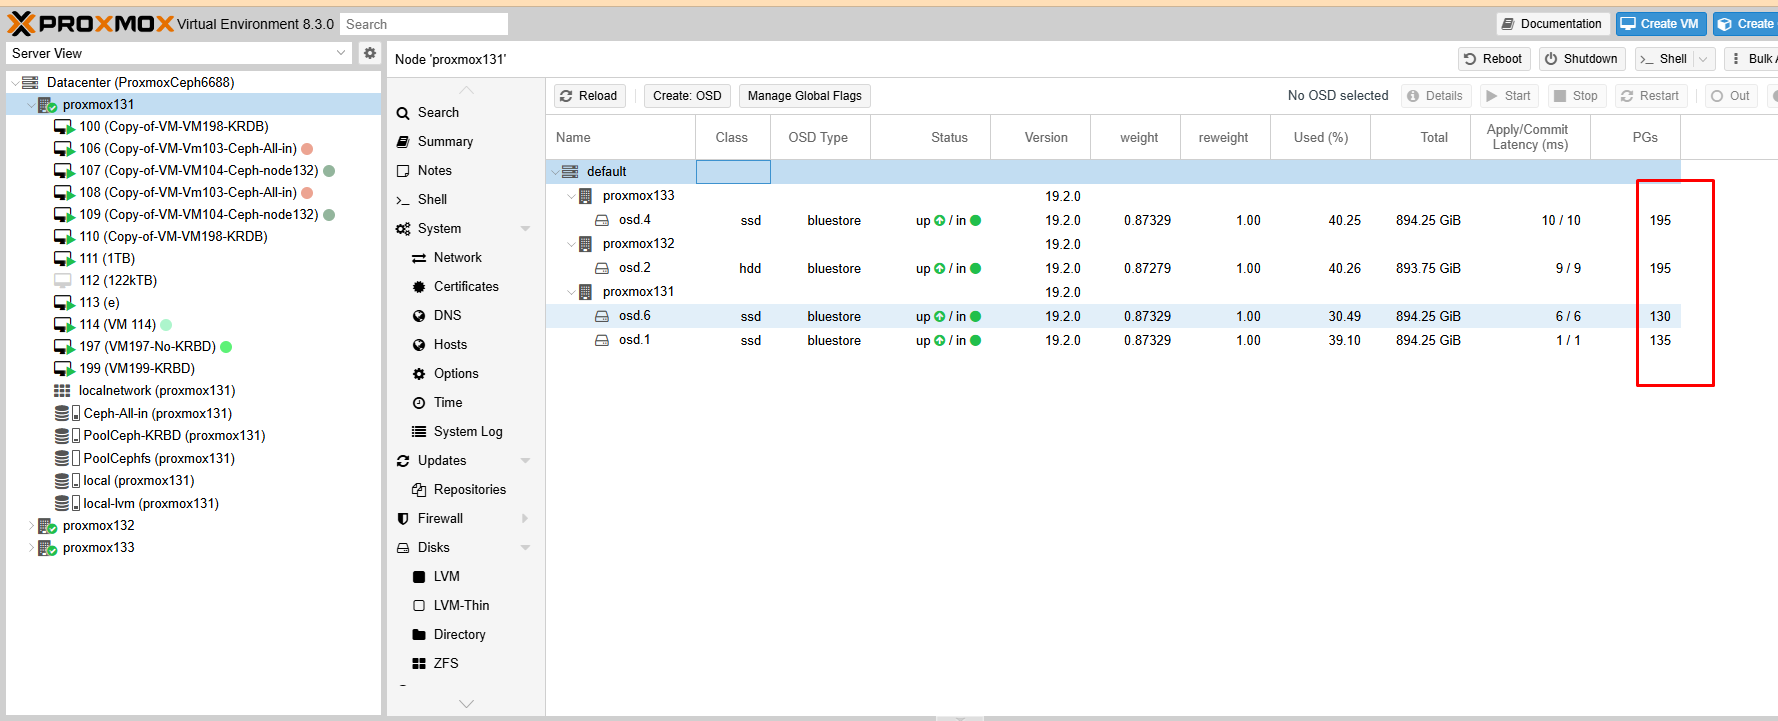 PROXMOX Virtual Environment 8.3.0 Search Documentation Create VM Create
Server View
Datacenter (ProxmoxCeph6688)
proxmox131
100 (Copy-of-VM-VM198-KRDB)
106 (Copy-of-VM-Vm103-Ceph-All-in)
107 (Copy-of-VM-VM104-Ceph-node132)
108 (Copy-of-VM-Vm103-Ceph-All-in)
109 (Copy-of-VM-VM104-Ceph-node132)
110 (Copy-of-VM-VM198-KRDB)
111 (1TB)
112 (122kTB)
113 (e)
114 (VM 114)
197 (VM197-No-KRBD)
199 (VM199-KRBD)
localnetwork (proxmox131)
Ceph-All-in (proxmox131)
PoolCeph-KRBD (proxmox131)
PoolCephfs (proxmox131)
local (proxmox131)
local-lvm (proxmox131)
proxmox132
proxmox133
Node 'proxmox131' Reboot Shutdown Shell Bulk
Search
Summary
Notes
Shell
System
Network
Certificates
DNS
Hosts
Options
Time
System Log
Updates
Repositories
Firewall
Disks
LVM
LVM-Thin
Directory
ZFS
Reload Create: OSD Manage Global Flags No OSD selected Details Start Stop Restart Out
Name Class OSD Type Status Version weight reweight Used (%) Total Apply/Commit Latency (ms) PGs
default
proxmox133 19.2.0
osd.4 ssd bluestore up / in 19.2.0 0.87329 1.00 40.25 894.25 GiB 10 / 10 195
proxmox132 19.2.0
osd.2 hdd bluestore up / in 19.2.0 0.87279 1.00 40.26 893.75 GiB 9 / 9 195
proxmox131 19.2.0
osd.6 ssd bluestore up / in 19.2.0 0.87329 1.00 30.49 894.25 GiB 6 / 6 130
osd.1 ssd bluestore up / in 19.2.0 0.87329 1.00 39.10 894.25 GiB 1 / 1 135